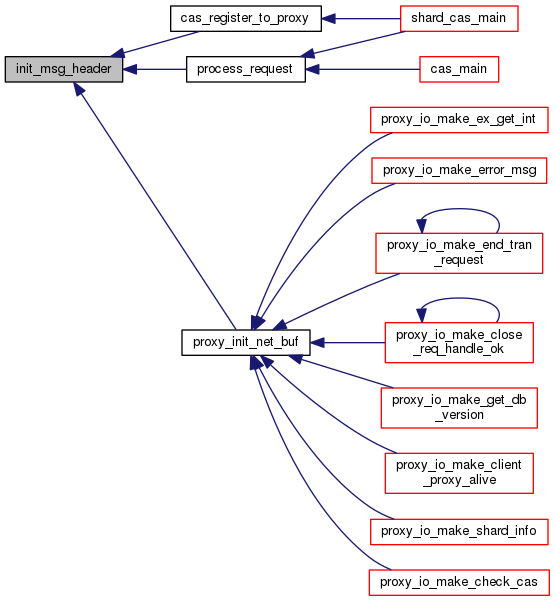 cas_register_to_proxy
shard_cas_main
init_msg_header
process_request
cas_main
proxy_io_make_ex_get_int
proxy_io_make_error_msg
proxy_io_make_end_tran
_request
proxy_init_net_buf
proxy_io_make_close
_req_handle_ok
proxy_io_make_get_db
_version
proxy_io_make_client
_proxy_alive
proxy_io_make_shard_info
proxy_io_make_check_cas